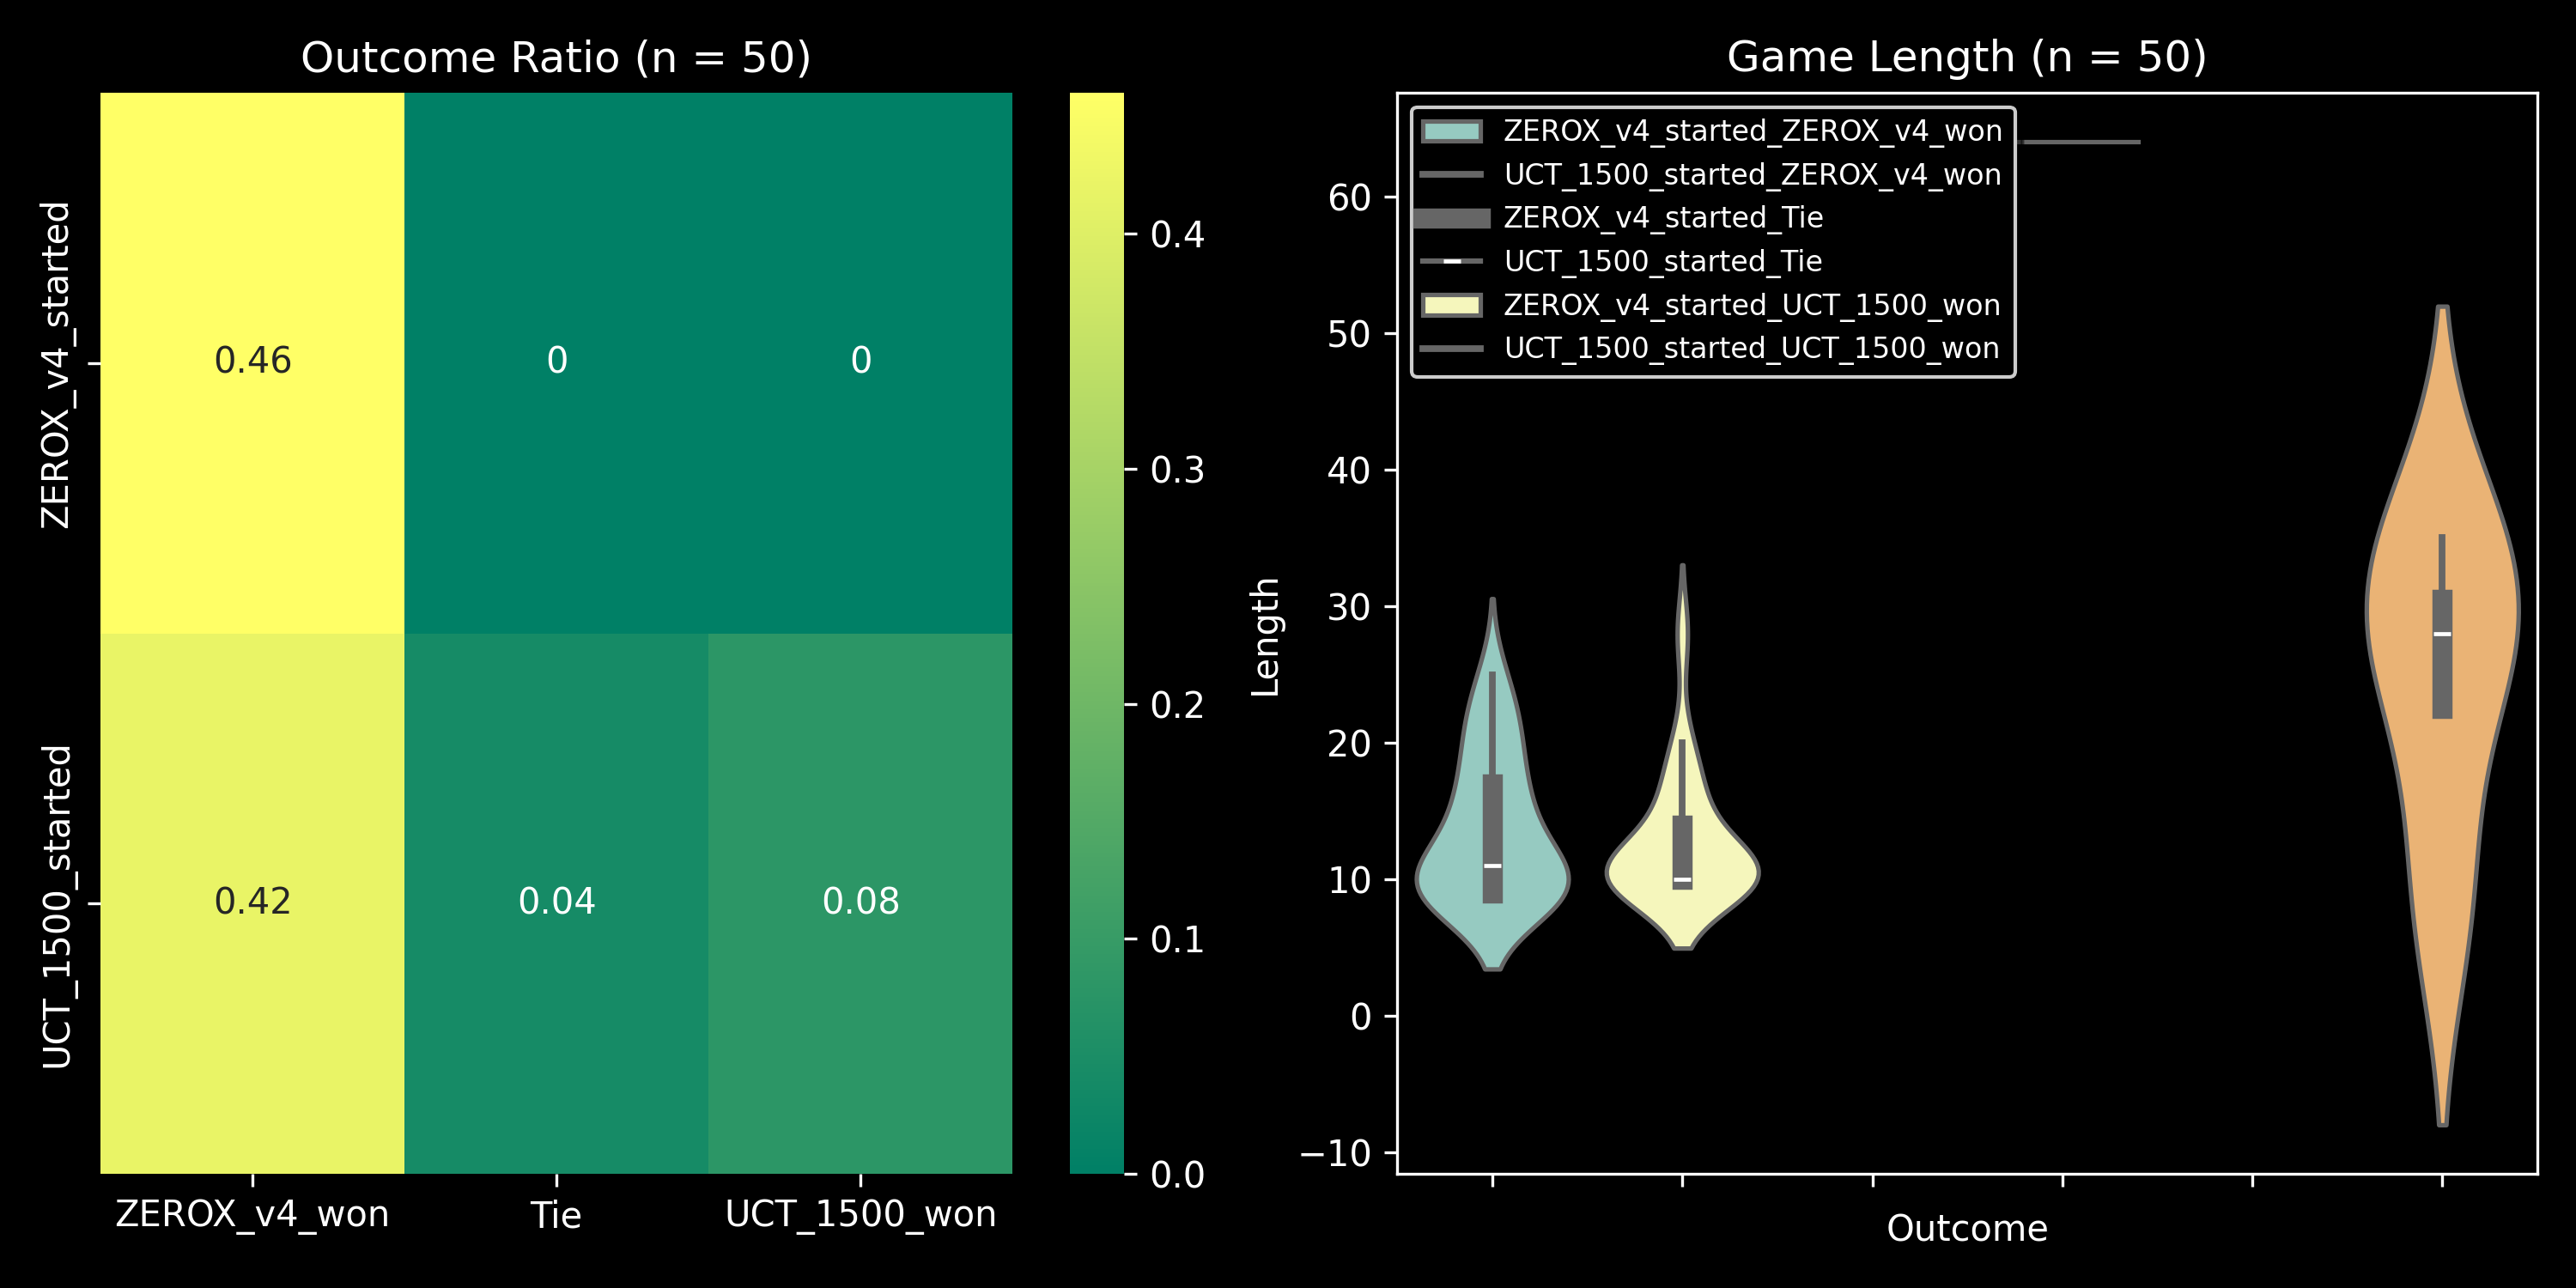 Outcome Ratio (n = 50)
ZEROX_v4_started
UCT_1500_started
0.46
0
0
0.42
0.04
0.08
ZEROX_v4_won
Tie
UCT_1500_won
0.4
0.3
0.2
0.1
0.0
Game Length (n = 50)
ZEROX_v4_started_ZEROX_v4_won
UCT_1500_started_ZEROX_v4_won
ZEROX_v4_started_Tie
UCT_1500_started_Tie
ZEROX_v4_started_UCT_1500_won
UCT_1500_started_UCT_1500_won
Length
60
50
40
30
20
10
0
−10
Outcome